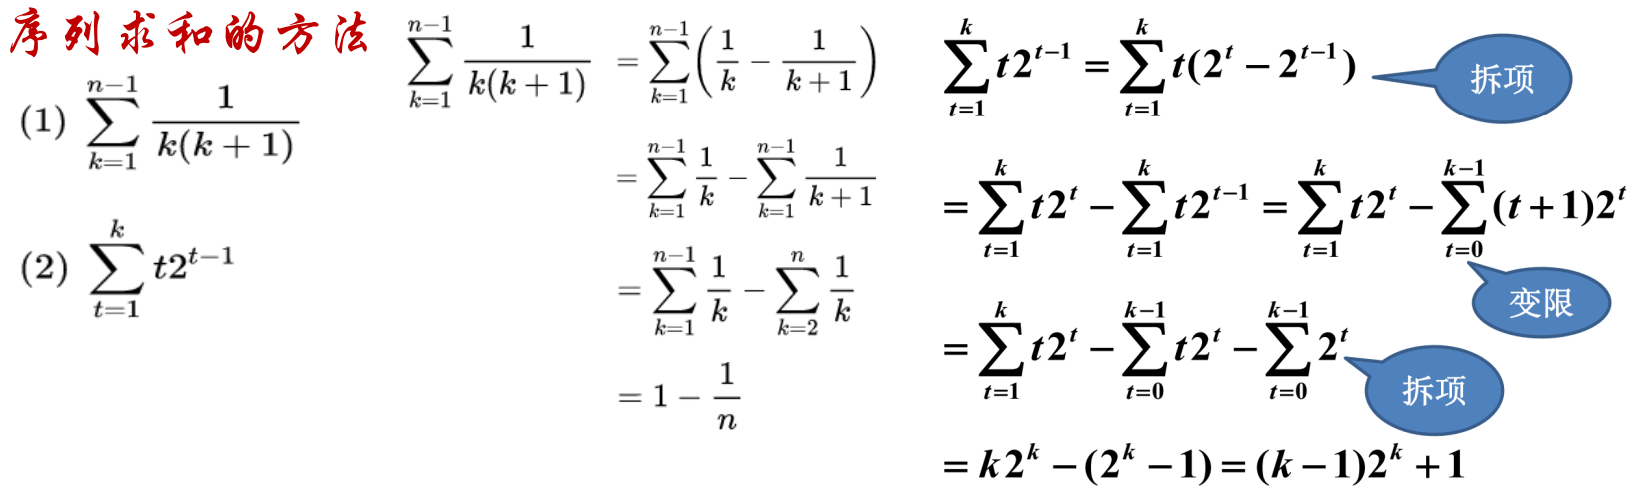 序列求和的方法
(1) \sum_{k=1}^{n-1} \frac{1}{k(k+1)}
(2) \sum_{t=1}^{k} t2^{t-1}
\sum_{k=1}^{n-1} \frac{1}{k(k+1)} = \sum_{k=1}^{n-1} \left( \frac{1}{k} - \frac{1}{k+1} \right)
= \sum_{k=1}^{n-1} \frac{1}{k} - \sum_{k=1}^{n-1} \frac{1}{k+1}
= \sum_{k=1}^{n-1} \frac{1}{k} - \sum_{k=2}^{n} \frac{1}{k}
= 1 - \frac{1}{n}
\sum_{t=1}^{k} t2^{t-1} = \sum_{t=1}^{k} t(2^t - 2^{t-1})
拆项
= \sum_{t=1}^{k} t2^t - \sum_{t=1}^{k} t2^{t-1} = \sum_{t=1}^{k} t2^t - \sum_{t=0}^{k-1} (t+1)2^t
变限
= \sum_{t=1}^{k} t2^t - \sum_{t=0}^{k-1} t2^t - \sum_{t=0}^{k-1} 2^t
拆项
= k2^k - (2^k - 1) = (k-1)2^k + 1